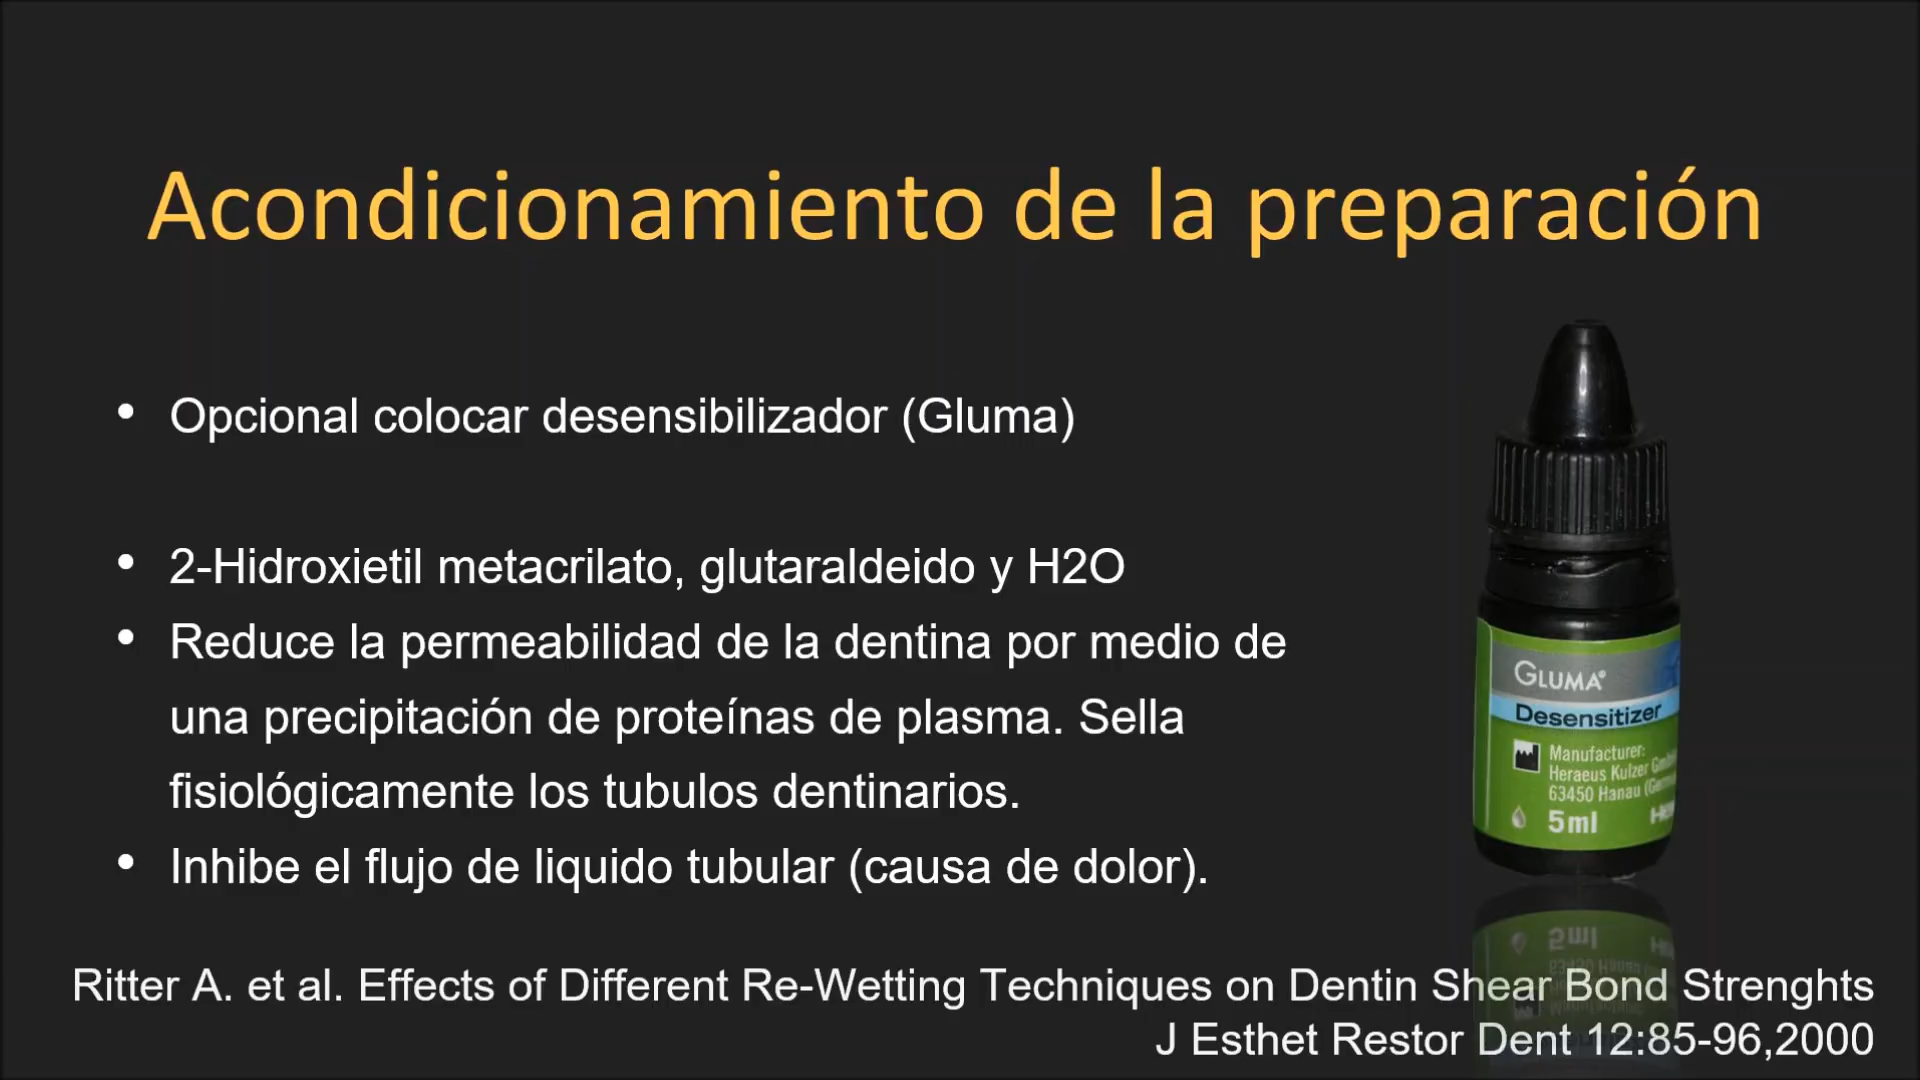 Acondicionamiento de la preparación
• Opcional colocar desensibilizador (Gluma)
• 2-Hidroxietil metacrilato, glutaraldeido y H2O
• Reduce la permeabilidad de la dentina por medio de
una precipitación de proteínas de plasma. Sella
fisiológicamente los tubulos dentinarios.
• Inhibe el flujo de liquido tubular (causa de dolor).
GLUMA®
Desensitizer
Manufacturer:
Heraeus Kulzer
63450 Hanau
5ml
Ritter A. et al. Effects of Different Re-Wetting Techniques on Dentin Shear Bond Strenghts
J Esthet Restor Dent 12:85-96,2000